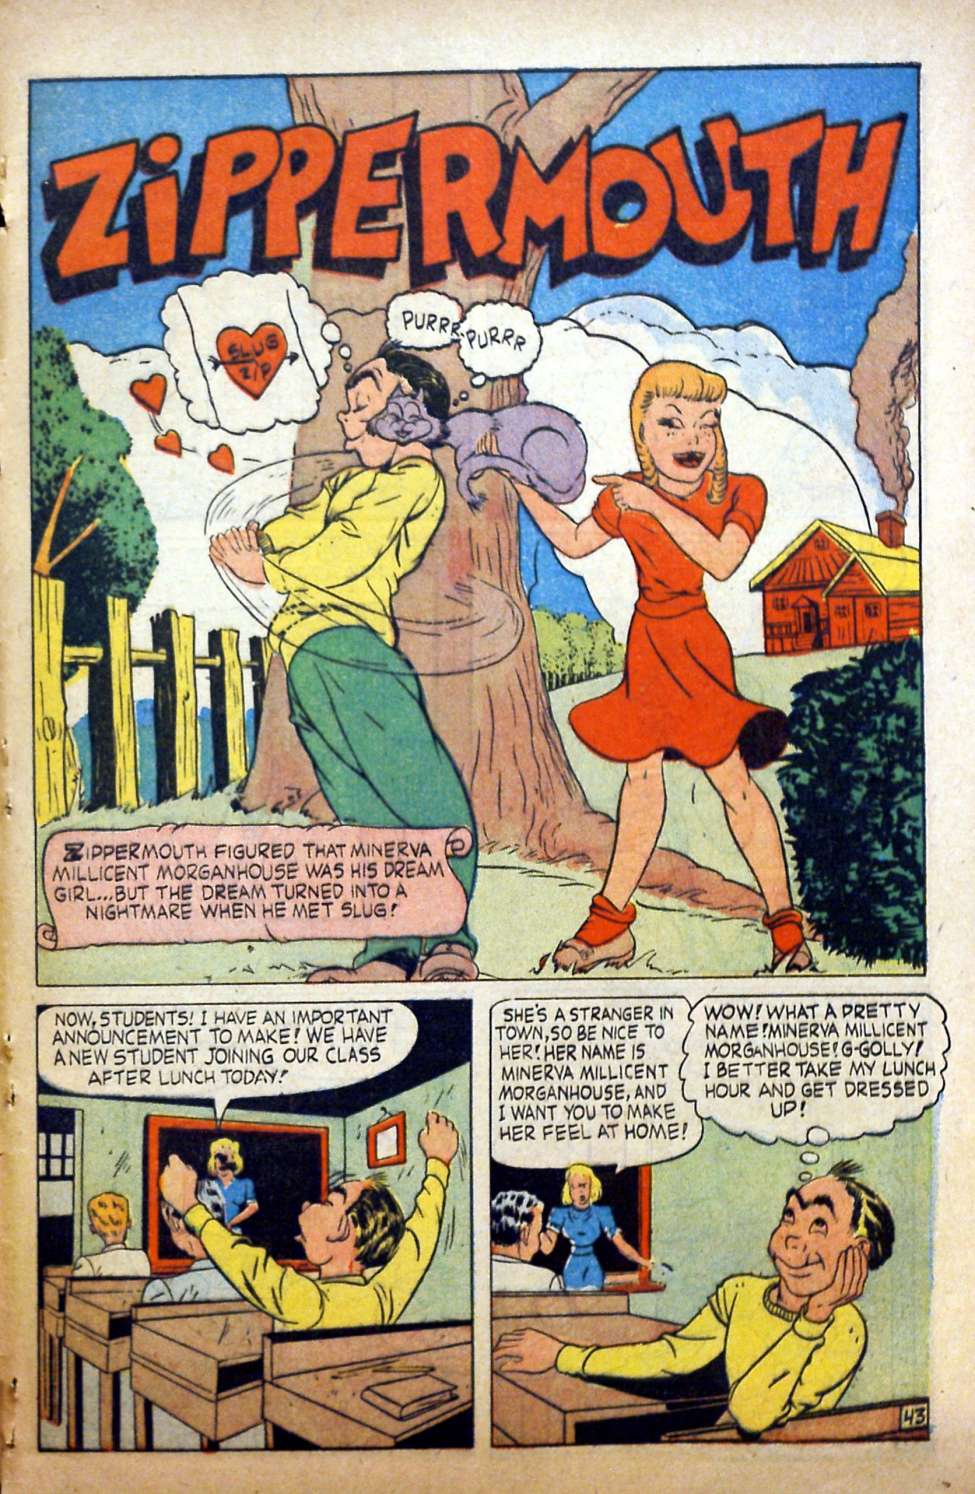 ZIPPERMOUTH
SLUG
ZIP
PURRR-
PURRR
ZIPPERMOUTH FIGURED THAT MINERVA
MILLICENT MORGANHOUSE WAS HIS DREAM
GIRL...BUT THE DREAM TURNED INTO A
NIGHTMARE WHEN HE MET SLUG!
NOW, STUDENTS! I HAVE AN IMPORTANT
ANNOUNCEMENT TO MAKE! WE HAVE
A NEW STUDENT JOINING OUR CLASS
AFTER LUNCH TODAY!
SHE'S A STRANGER IN
TOWN, SO BE NICE TO
HER! HER NAME IS
MINERVA MILLICENT
MORGANHOUSE, AND
I WANT YOU TO MAKE
HER FEEL AT HOME!
WOW! WHAT A PRETTY
NAME! MINERVA MILLICENT
MORGANHOUSE! G-GOLLY!
I BETTER TAKE MY LUNCH
HOUR AND GET DRESSED
UP!
43